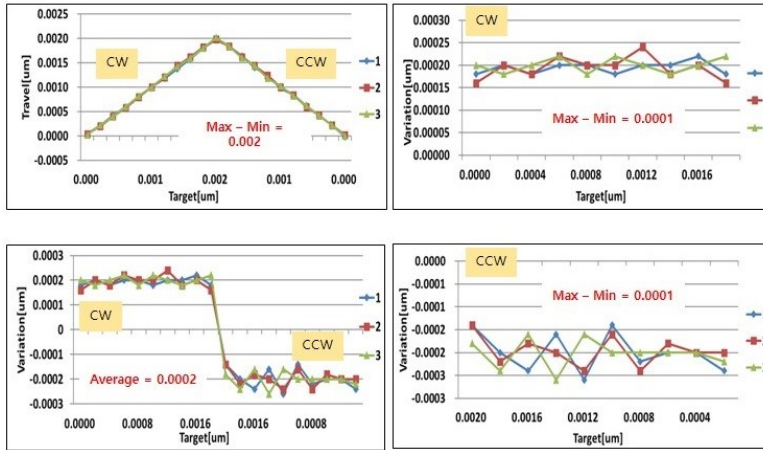 0.0025
CW
CCW
0.0020
0.0015
0.0010
0.0005
0.0000
-0.0005
Travel[um]
Max – Min =
0.002
1
2
3
0.000 0.001 0.002 0.001 0.000
Target[um]
CW
0.00030
0.00025
0.00020
0.00015
0.00010
0.00005
0.00000
Variation[um]
Max – Min = 0.0001
0.0000 0.0004 0.0008 0.0012 0.0016
Target[um]
0.0003
0.0002
0.0001
0
-0.0001
-0.0002
-0.0003
Variation[um]
CW
CCW
Average = 0.0002
1
2
3
0.0000 0.0008 0.0016 0.0016 0.0008
Target[um]
CCW
0.0000
-0.0001
-0.0001
-0.0002
-0.0002
-0.0003
-0.0003
Variation[um]
Max – Min = 0.0001
0.0020 0.0016 0.0012 0.0008 0.0004
Target[um]